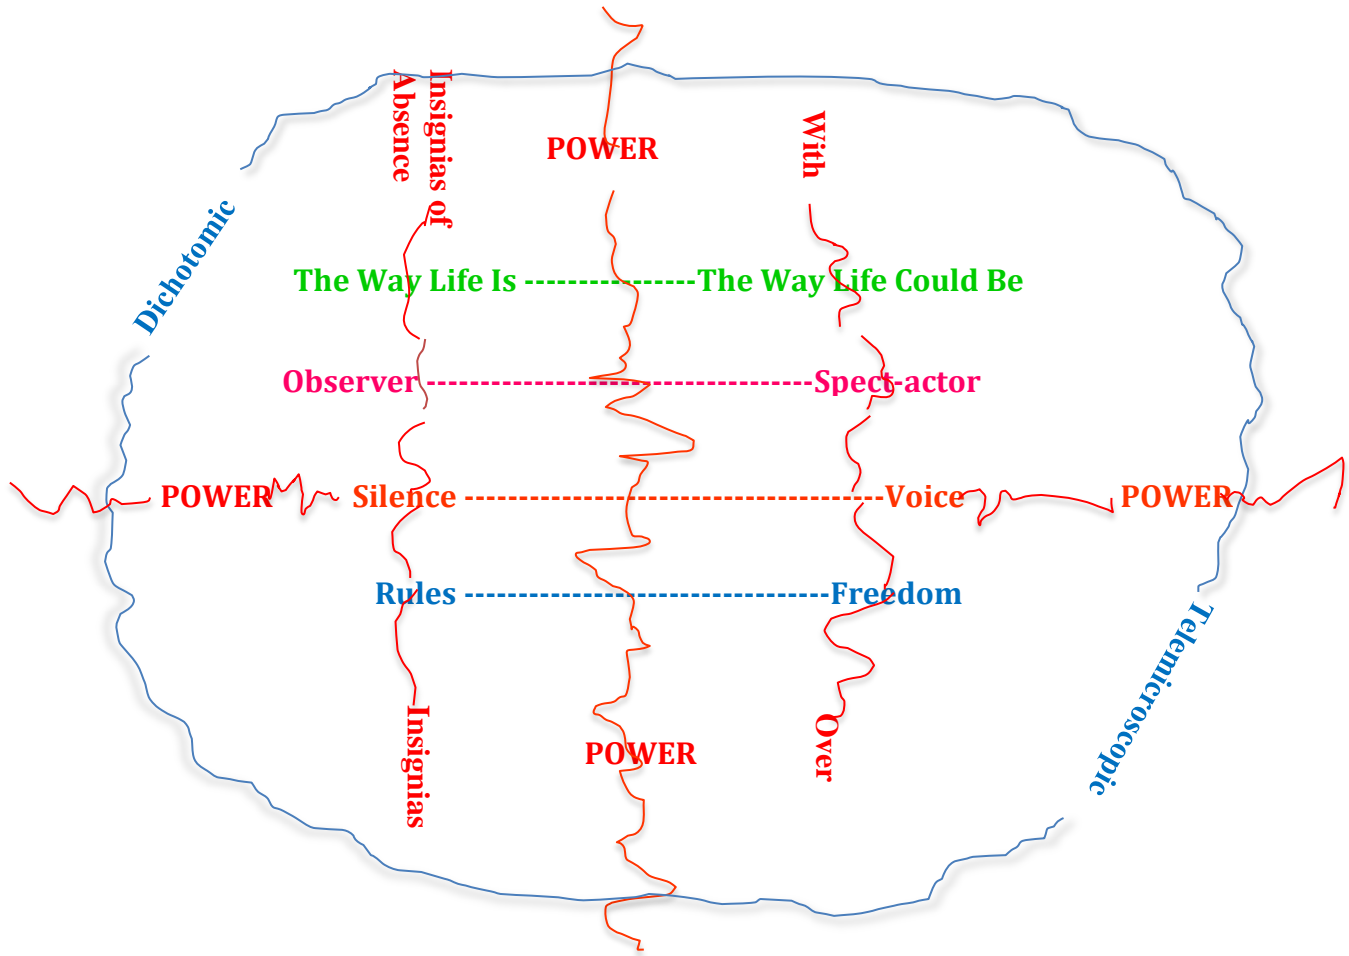 Insignias of
Absence
POWER
With
Dichotomic
The Way Life Is ----------------The Way Life Could Be
Observer ------------------------------------Spect-actor
POWER Silence ---------------------------------------Voice POWER
Rules ----------------------------------Freedom
Telemicroscopic
Insignias
POWER
Over